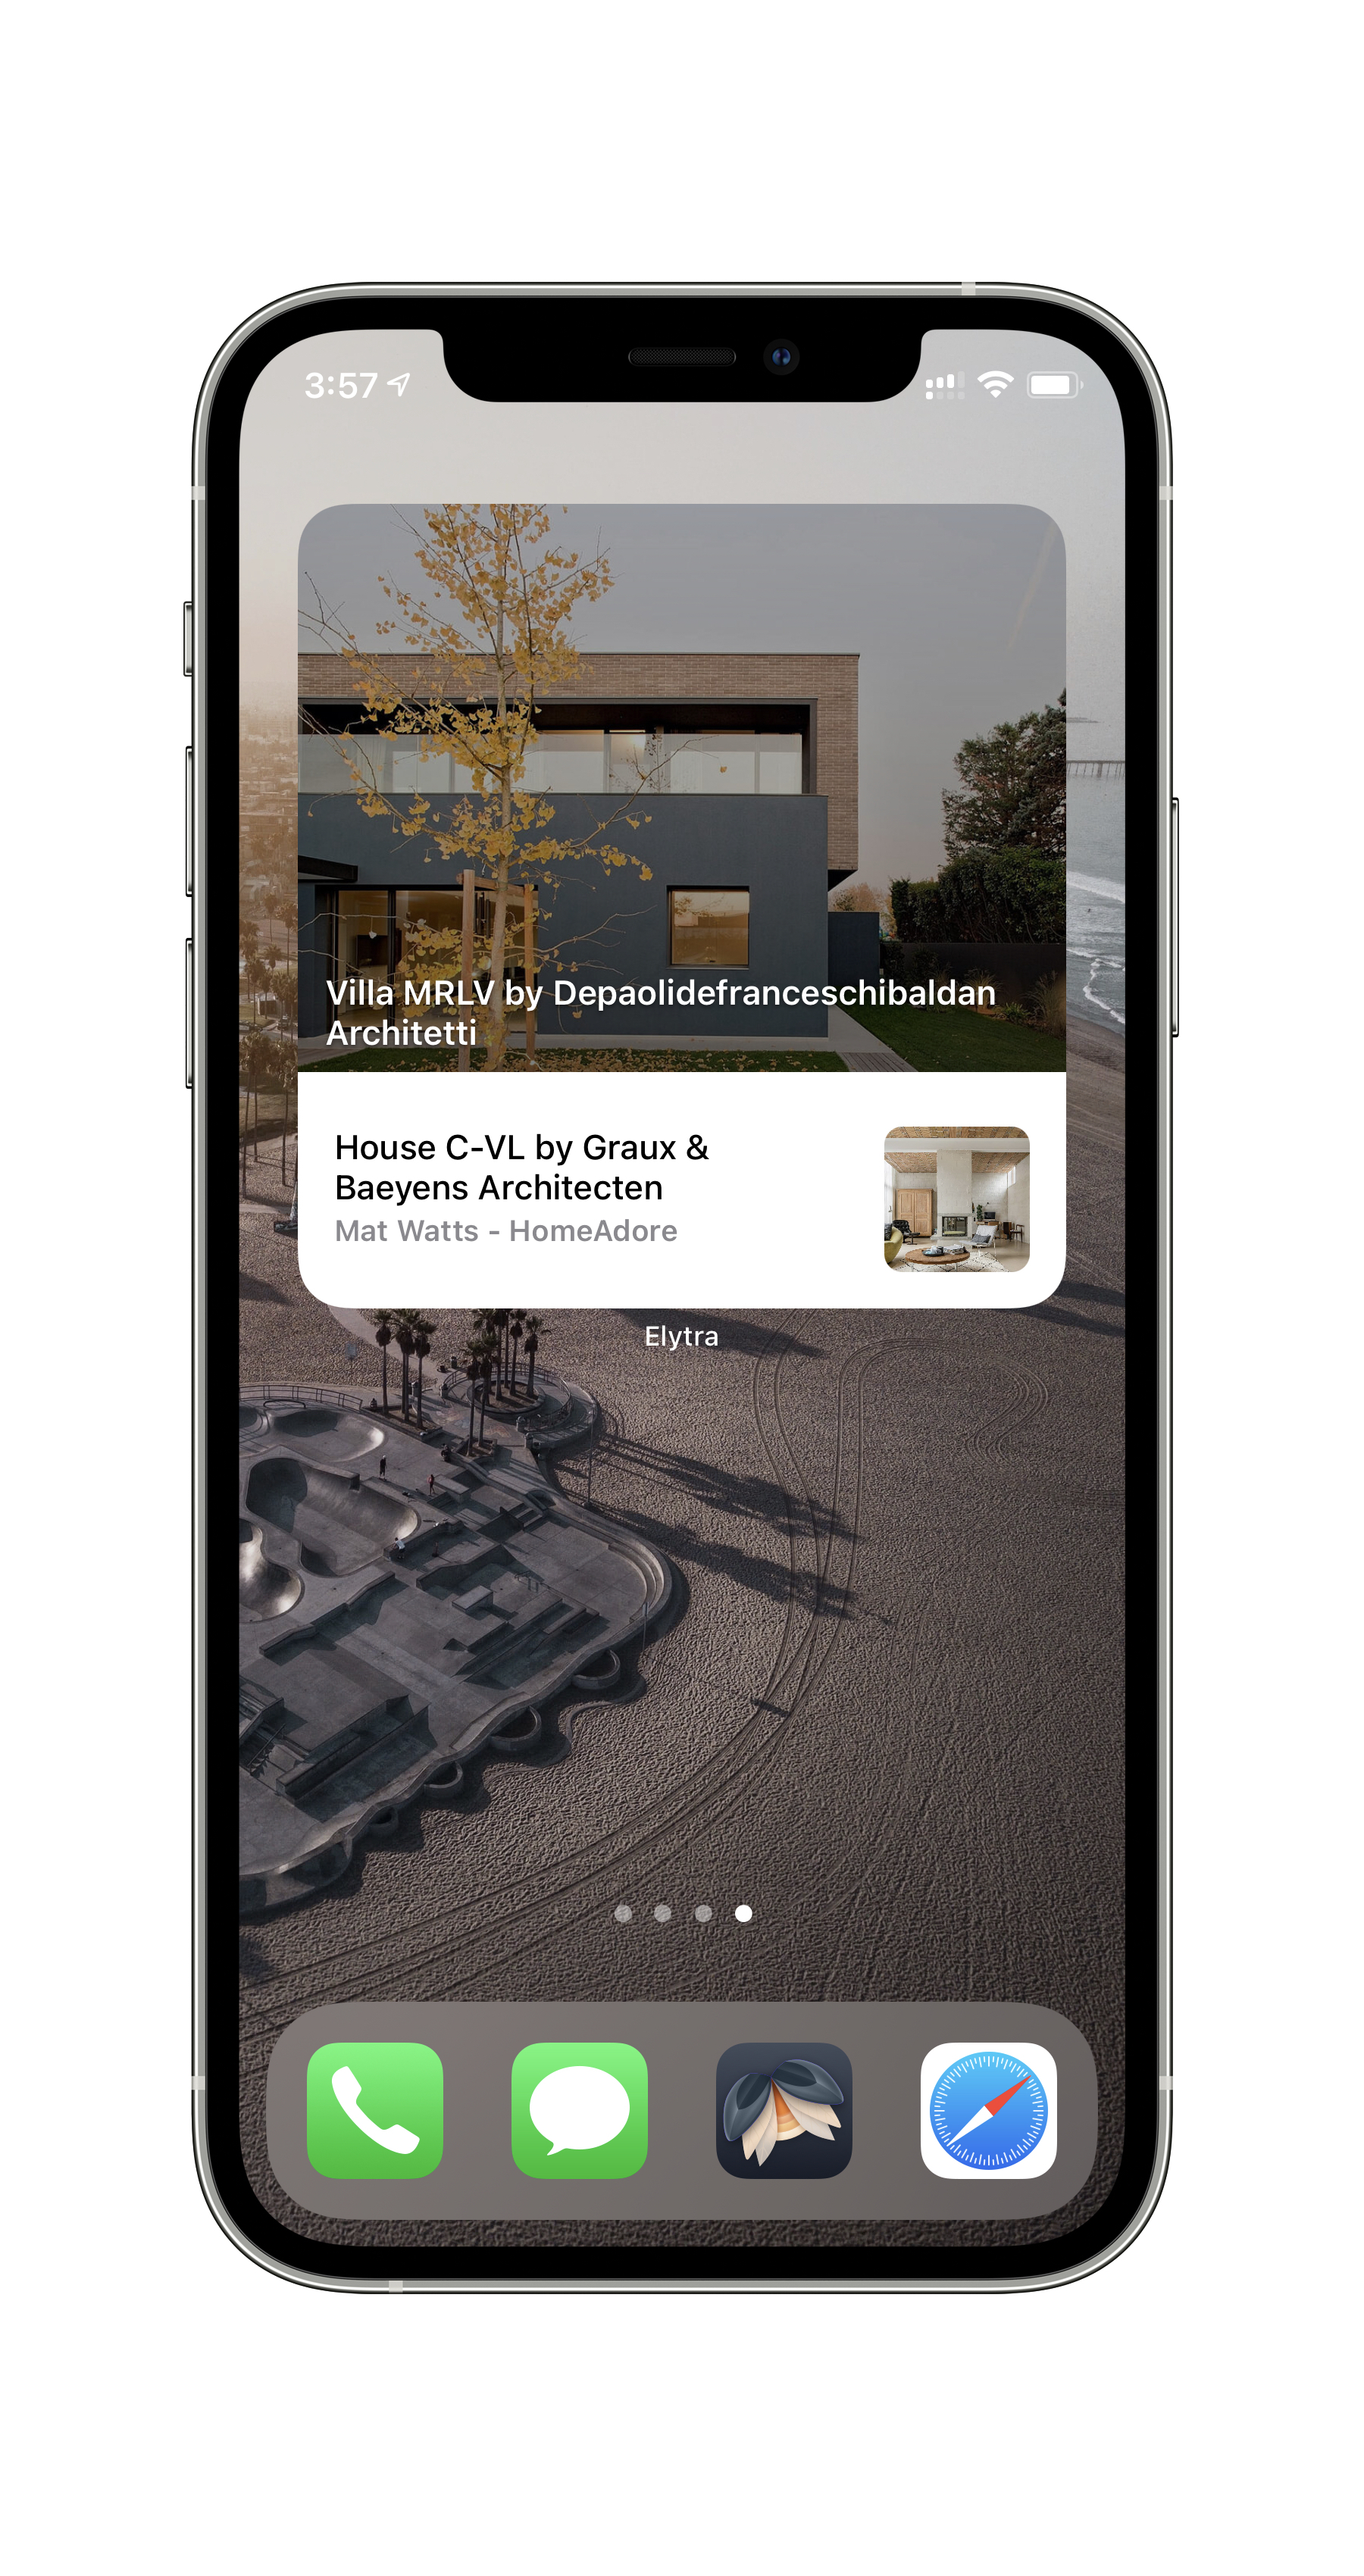 3:57
Villa MRLV by Depaolidefranceschibaldan
Architetti
House C-VL by Graux &
Baeyens Architecten
Mat Watts - HomeAdore
Elytra